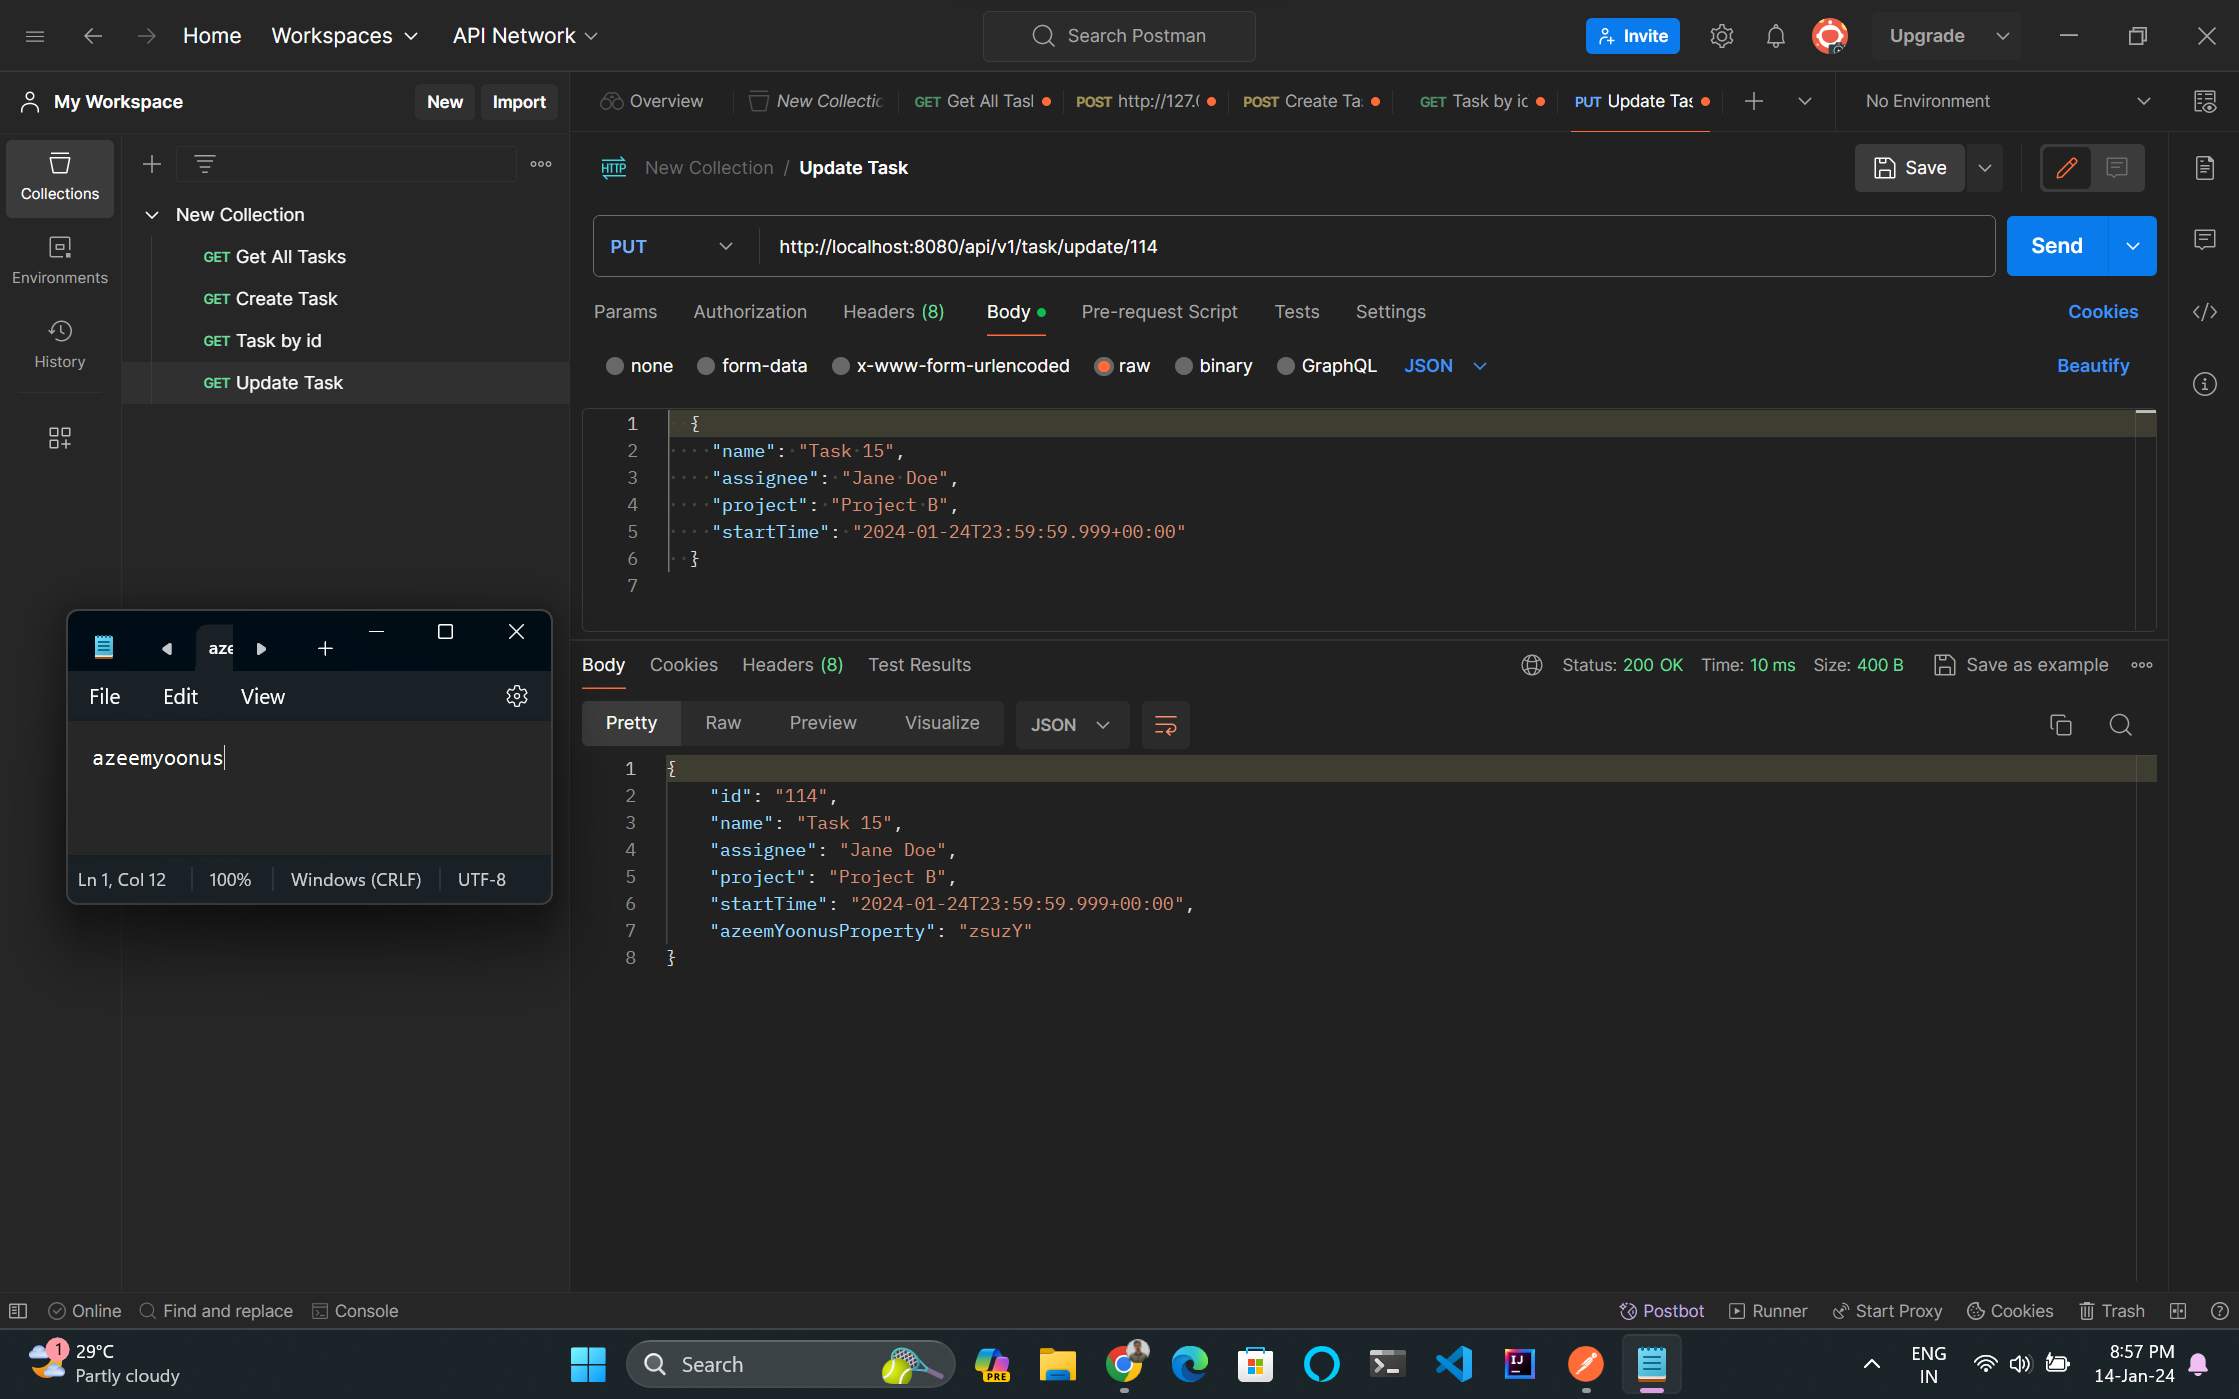 Home Workspaces API Network Search Postman Invite Upgrade
My Workspace New Import
Overview New Collectic GET Get All Tasl POST http://127.( POST Create Ta: GET Task by ic PUT Update Tas No Environment
Collections
Environments
History
New Collection
GET Get All Tasks
GET Create Task
GET Task by id
GET Update Task
HTTP New Collection / Update Task Save
PUT http://localhost:8080/api/v1/task/update/114 Send
Params Authorization Headers (8) Body Pre-request Script Tests Settings Cookies
none form-data x-www-form-urlencoded raw binary GraphQL JSON Beautify
1 {
2 "name": "Task 15",
3 "assignee": "Jane Doe",
4 "project": "Project B",
5 "startTime": "2024-01-24T23:59:59.999+00:00"
6 }
7
aze
File Edit View
azeemyoonus
Ln 1, Col 12 100% Windows (CRLF) UTF-8
Body Cookies Headers (8) Test Results Status: 200 OK Time: 10 ms Size: 400 B Save as example
Pretty Raw Preview Visualize JSON
1 {
2 "id": "114",
3 "name": "Task 15",
4 "assignee": "Jane Doe",
5 "project": "Project B",
6 "startTime": "2024-01-24T23:59:59.999+00:00",
7 "azeemYoonusProperty": "zsuzY"
8 }
Online Find and replace Console Postbot Runner Start Proxy Cookies Trash
1 29°C
Partly cloudy
Search
PRE
IJ
ENG
IN
8:57 PM
14-Jan-24